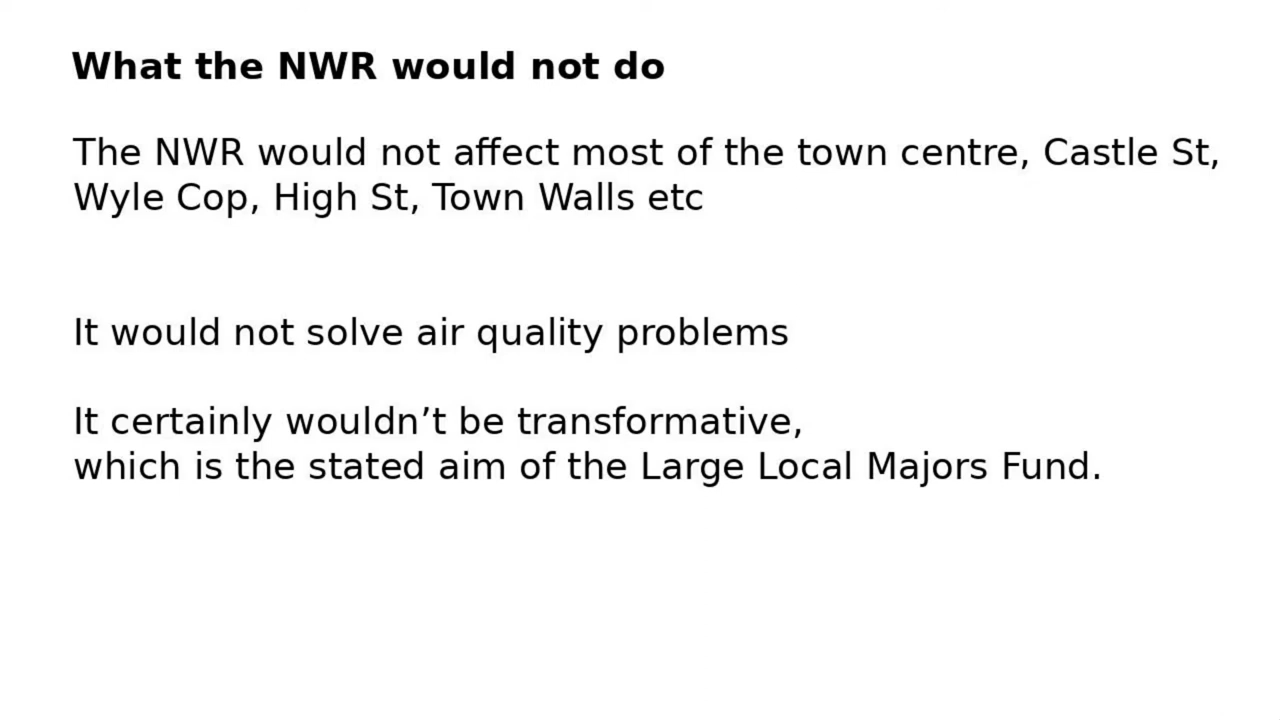 What the NWR would not do
The NWR would not affect most of the town centre, Castle St,
Wyle Cop, High St, Town Walls etc
It would not solve air quality problems
It certainly wouldn’t be transformative,
which is the stated aim of the Large Local Majors Fund.